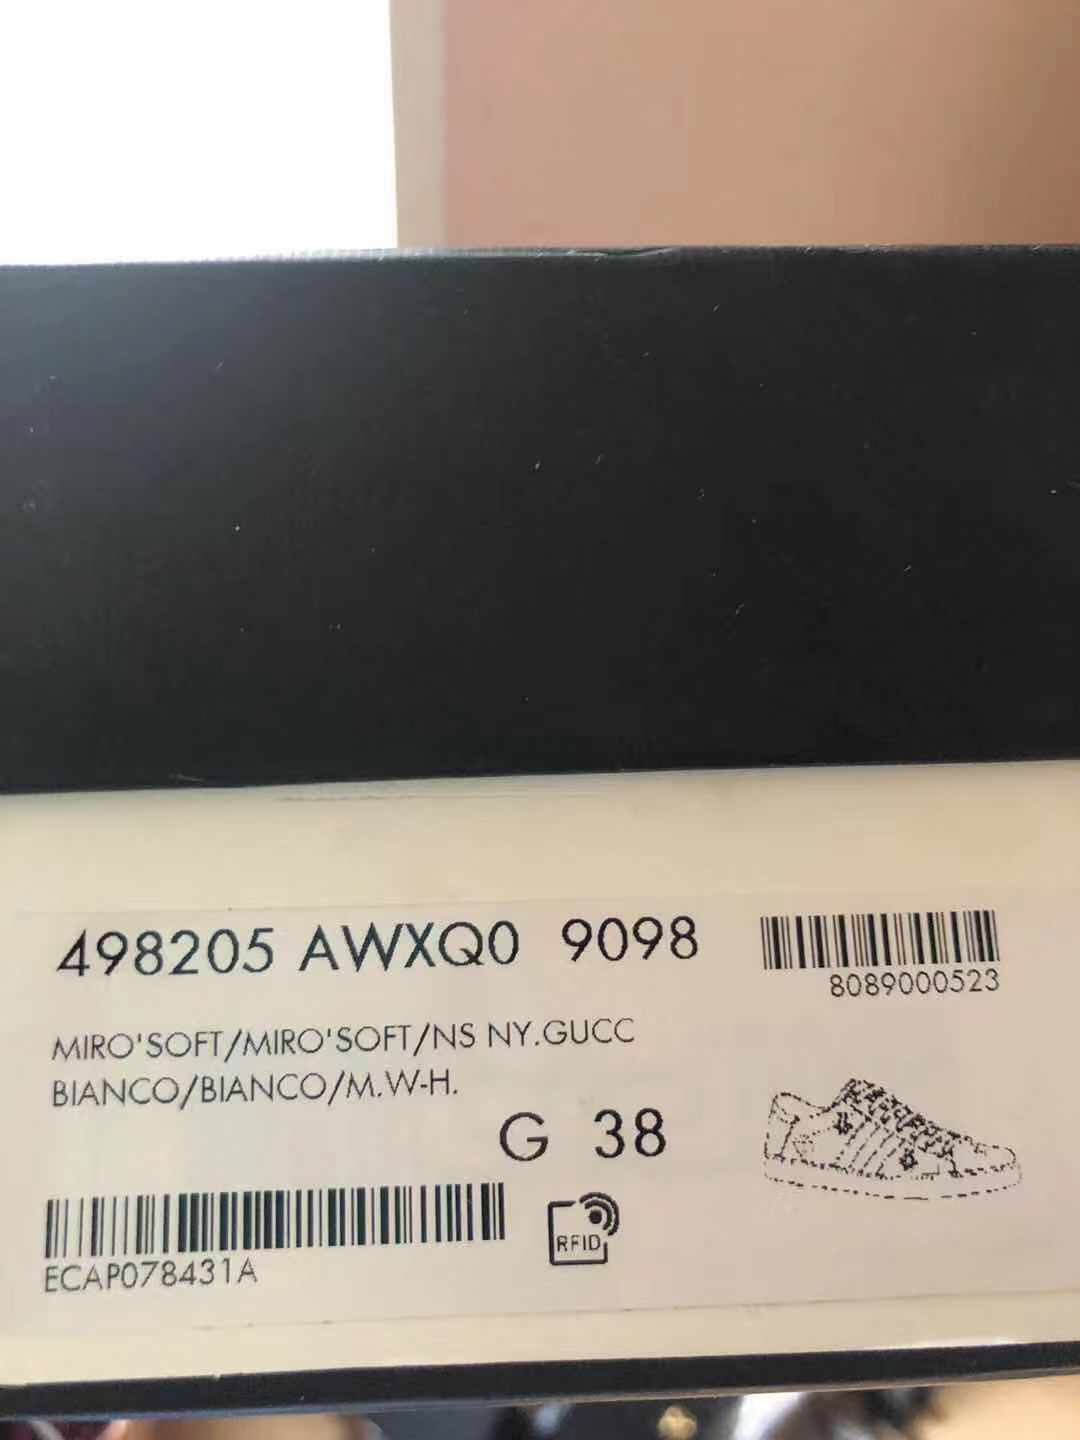 498205 AWXQ0 9098
8089000523
MIRO'SOFT/MIRO'SOFT/NS NY.GUCC
BIANCO/BIANCO/M.W-H.
G 38
RFID
ECAP078431A